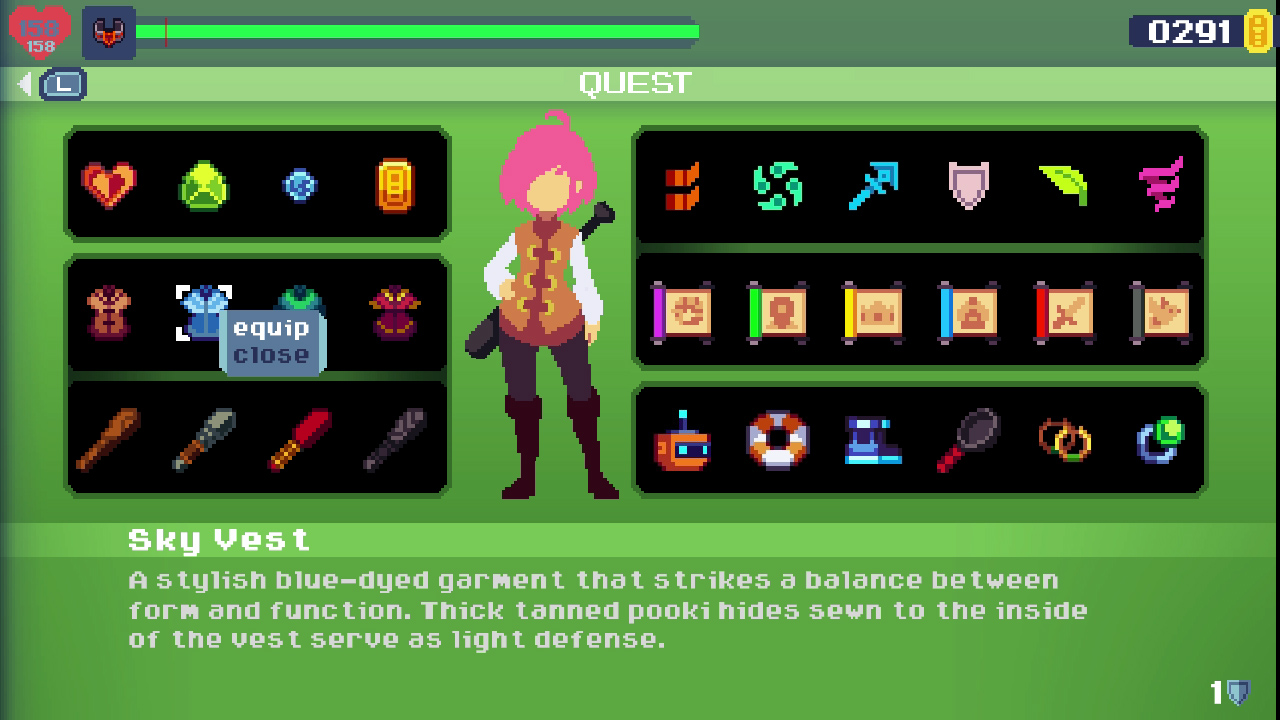 158
158
0291
L
QUEST
equip
close
Sky Vest
A stylish blue-dyed garment that strikes a balance between
form and function. Thick tanned pooki hides sewn to the inside
of the vest serve as light defense.
1